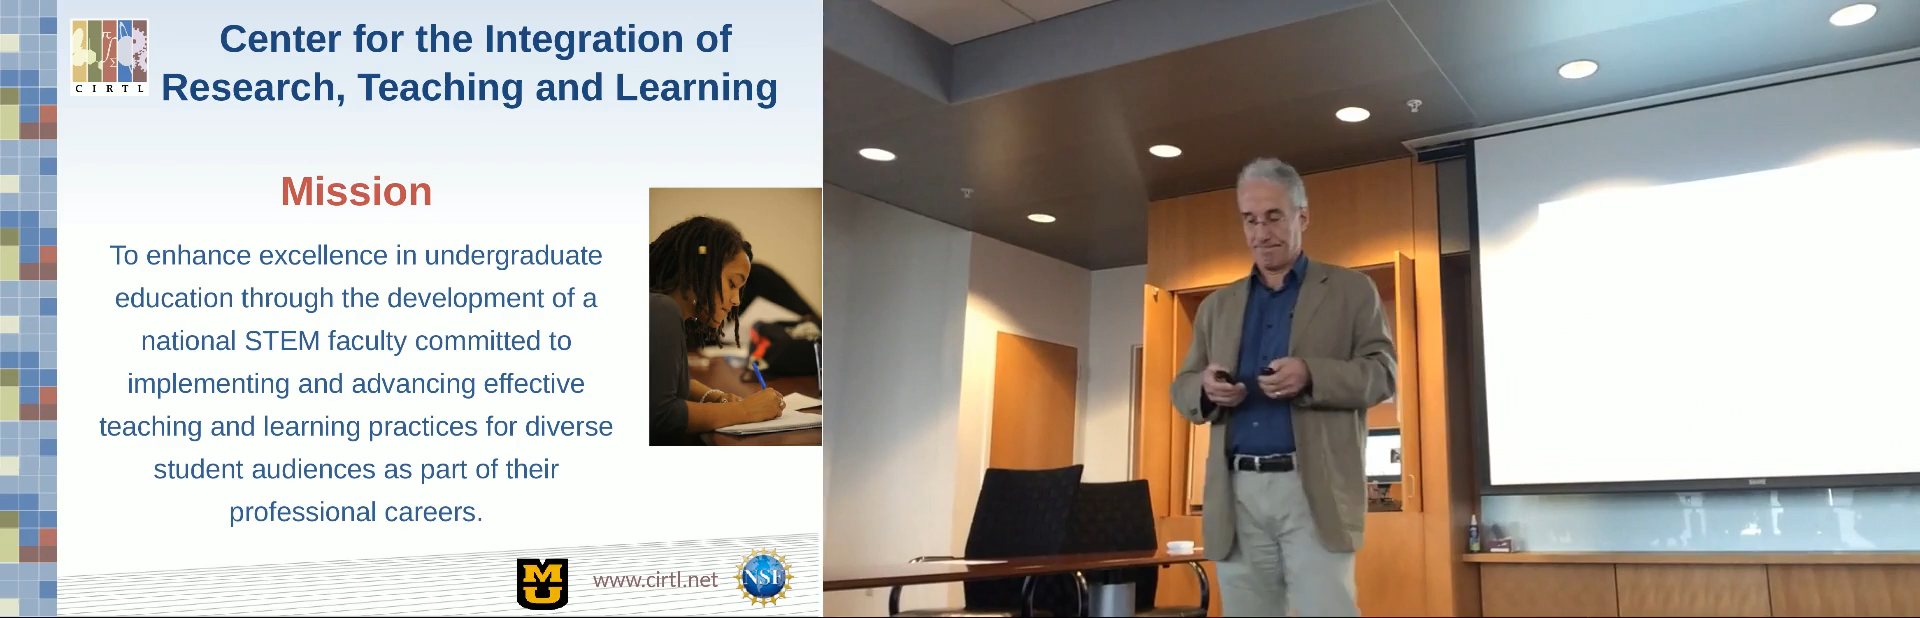 Center for the Integration of
Research, Teaching and Learning
CIRTL
Mission
To enhance excellence in undergraduate
education through the development of a
national STEM faculty committed to
implementing and advancing effective
teaching and learning practices for diverse
student audiences as part of their
professional careers.
MU
www.cirtl.net
NSF